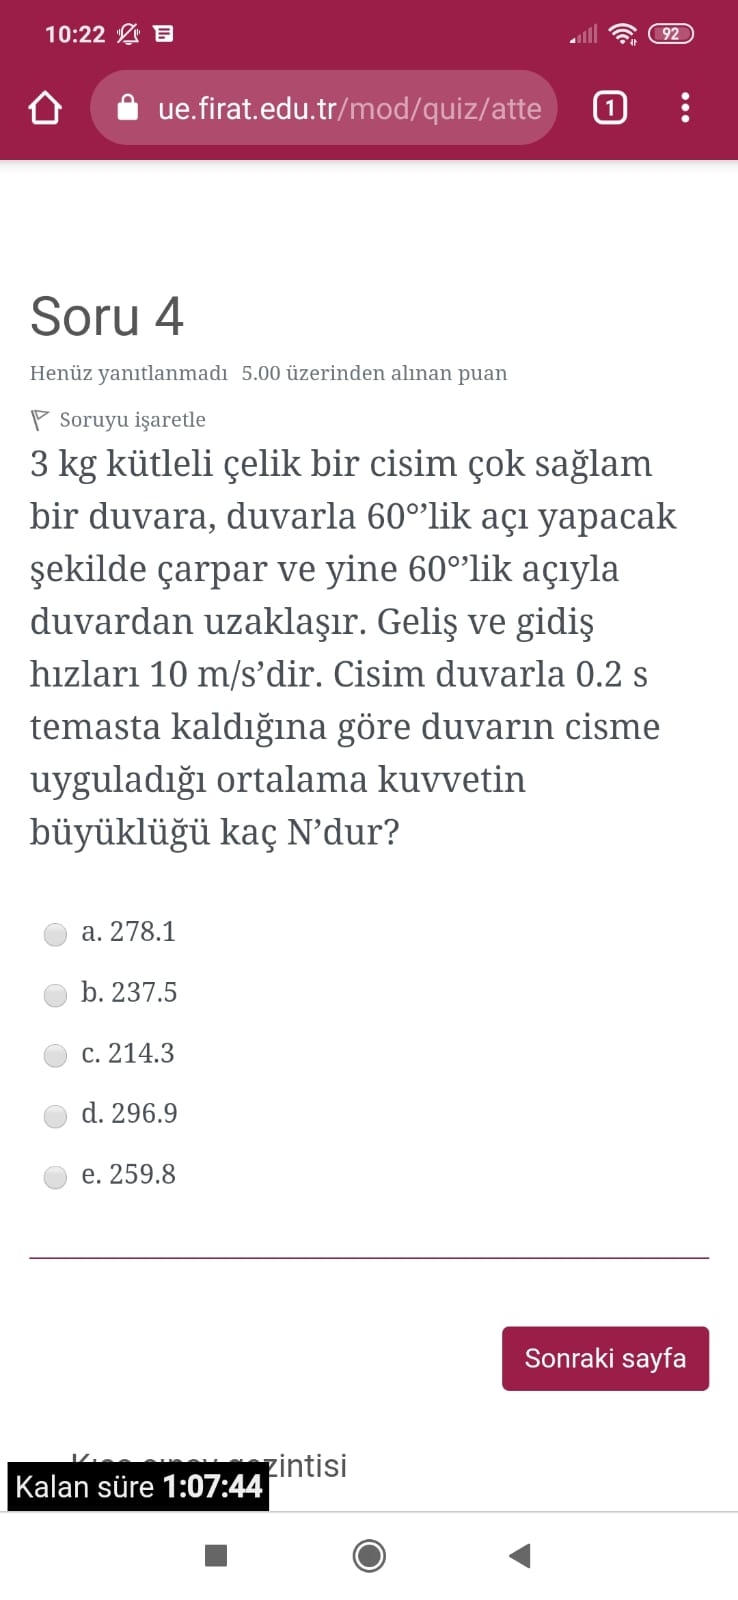 10:22
92
ue.firat.edu.tr/mod/quiz/atte
1
Soru 4
Henüz yanıtlanmadı 5.00 üzerinden alınan puan
Soruyu işaretle
3 kg kütleli çelik bir cisim çok sağlam
bir duvara, duvarla 60°’lik açı yapacak
şekilde çarpar ve yine 60°’lik açıyla
duvardan uzaklaşır. Geliş ve gidiş
hızları 10 m/s’dir. Cisim duvarla 0.2 s
temasta kaldığına göre duvarın cisme
uyguladığı ortalama kuvvetin
büyüklüğü kaç N’dur?
a. 278.1
b. 237.5
c. 214.3
d. 296.9
e. 259.8
Sonraki sayfa
Kısa sınav gezintisi
Kalan süre 1:07:44